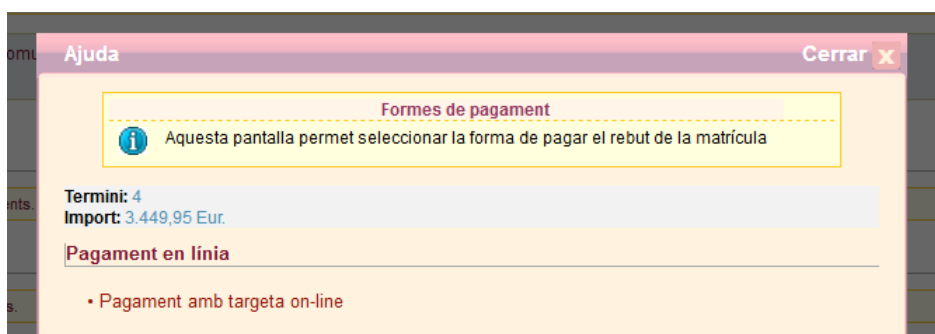 Ajuda
Cerrar x
Formes de pagament
Aquesta pantalla permet seleccionar la forma de pagar el rebut de la matrícula
Termini: 4
Import: 3.449,95 Eur.
Pagament en línia
• Pagament amb targeta on-line